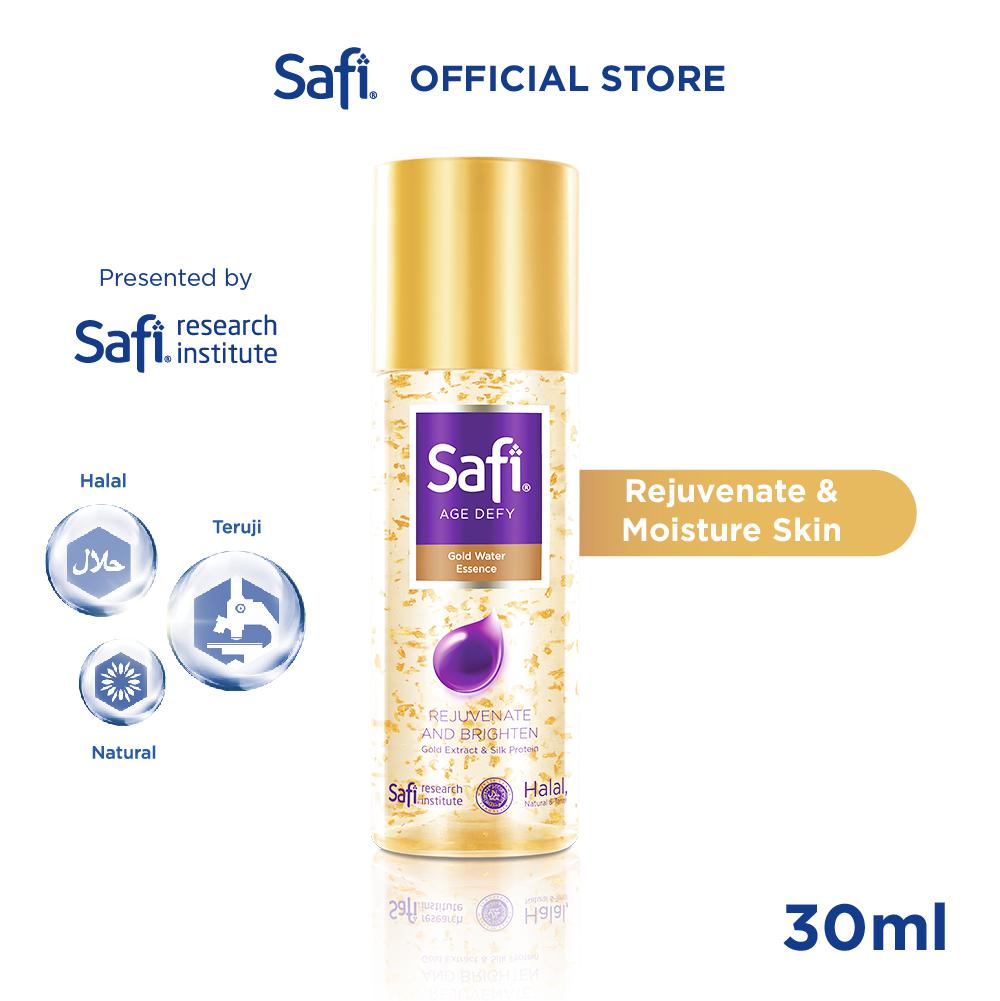 Safi® OFFICIAL STORE
Presented by
Safi® research institute
Halal
حلال
Teruji
Natural
Safi®
AGE DEFY
Gold Water
Essence
Rejuvenate &
Moisture Skin
REJUVENATE
AND BRIGHTEN
Gold Extract & Silk Protein
Safi research institute
Halal,
Natural &
30ml